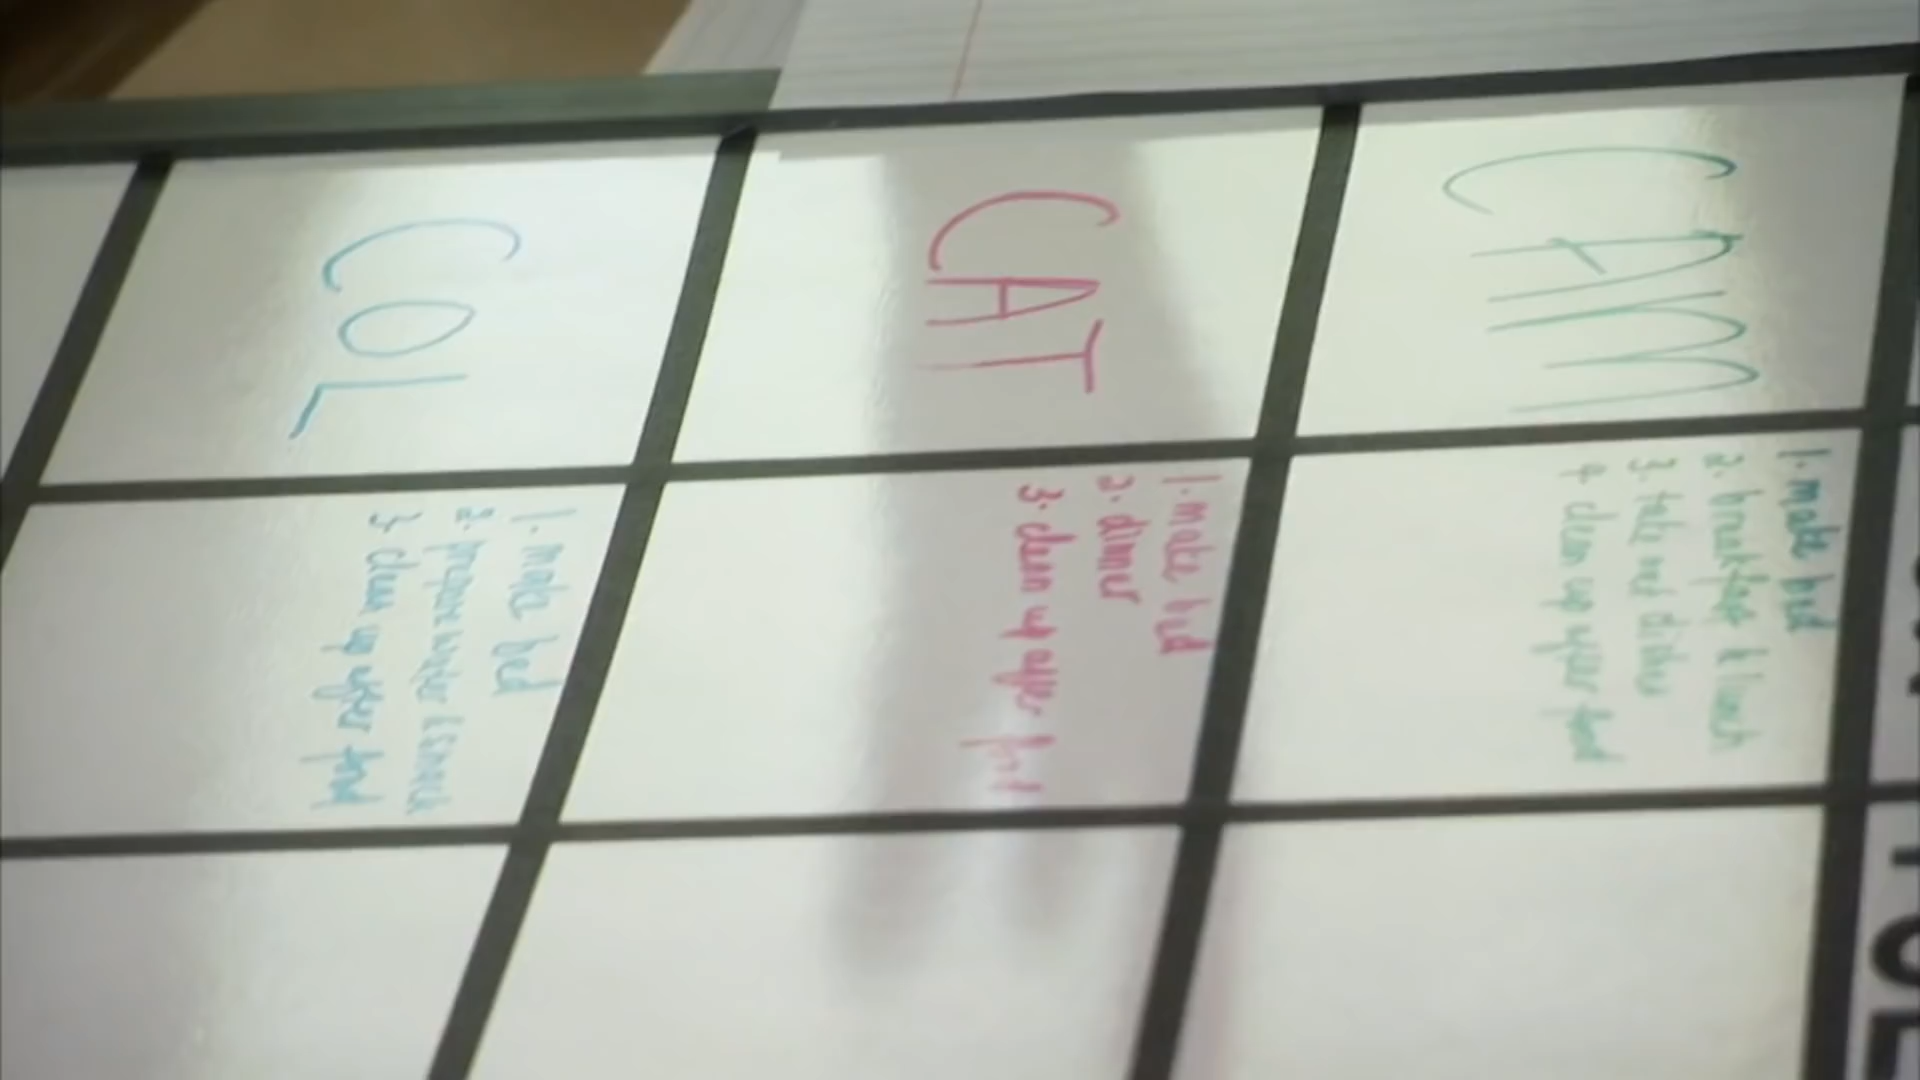 CAM
1. make bed
2. breakfast & lunch
3. take out dishes
4. clean up after food
CAT
1. make bed
2. dinner
3. clean up after food
COL
1. make bed
2. prepare water & snack
3. clean up after food
TUE